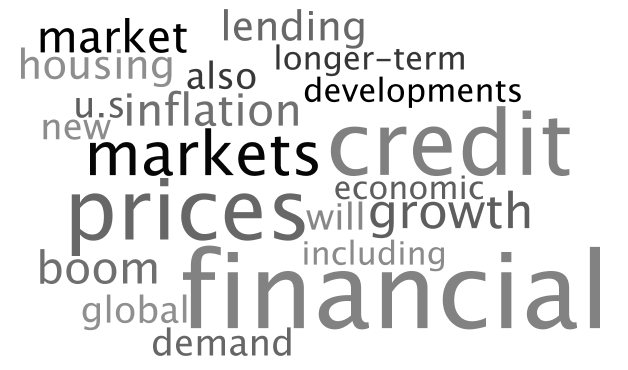 lending
market
longer-term
housing
also
developments
u.s
inflation
new
credit
markets
economic
prices
will
growth
including
boom
financial
global
demand